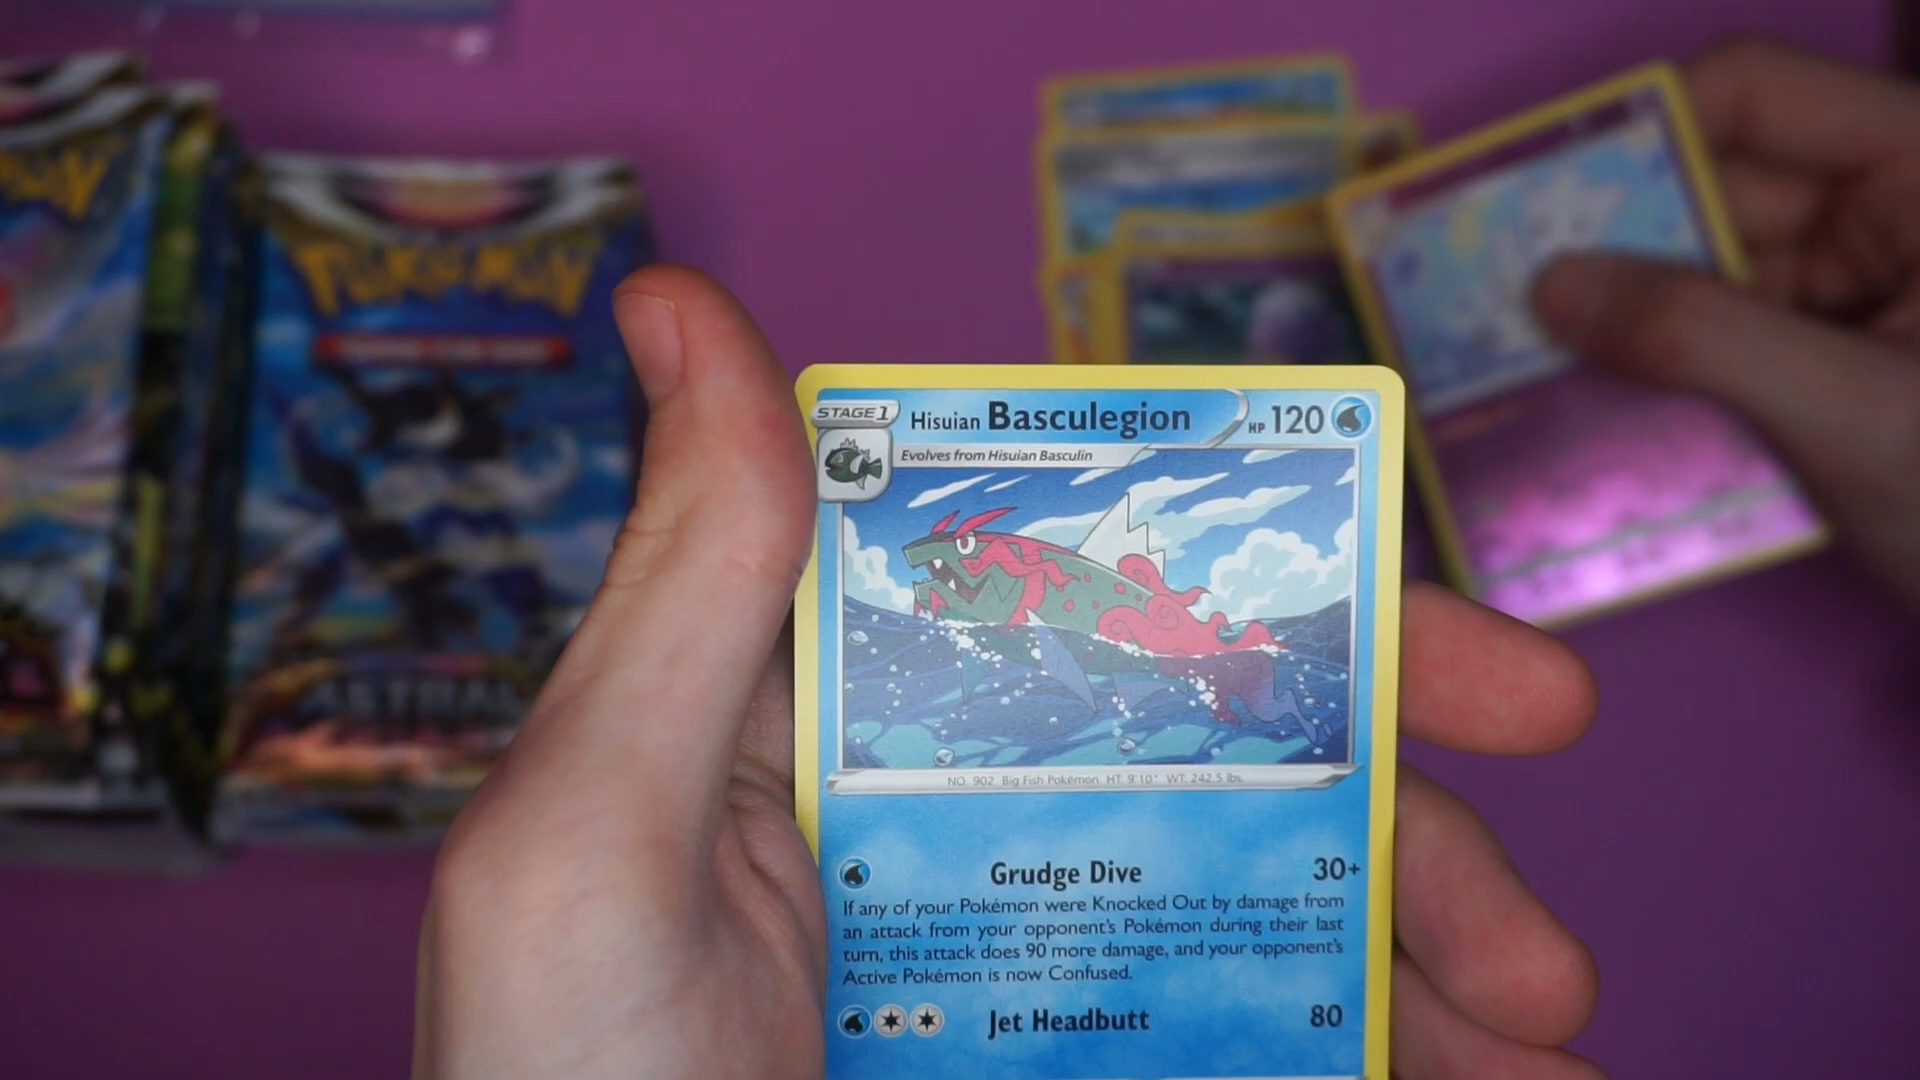 POKéMON
ASTRAL
STAGE 1
Hisuian Basculegion
HP 120
Evolves from Hisuian Basculin
NO. 902 Big Fish Pokémon HT: 9'10" WT: 242.5 lbs.
Grudge Dive 30+
If any of your Pokémon were Knocked Out by damage from
an attack from your opponent's Pokémon during their last
turn, this attack does 90 more damage, and your opponent's
Active Pokémon is now Confused.
Jet Headbutt 80